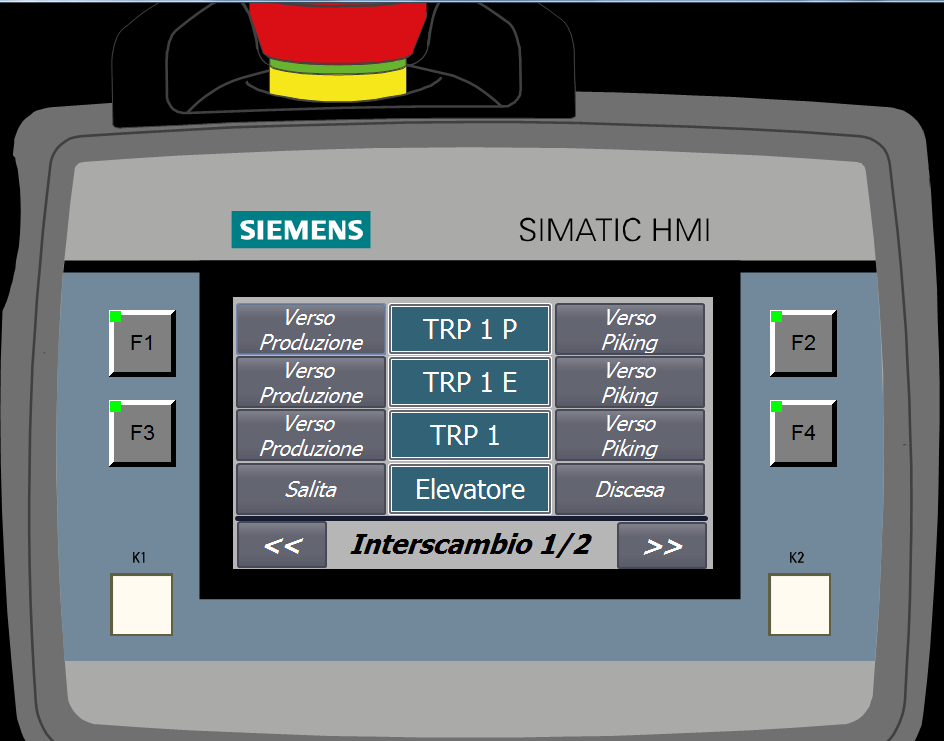 SIEMENS
SIMATIC HMI
F1
F2
F3
F4
Verso
Produzione
TRP 1 P
Verso
Piking
Verso
Produzione
TRP 1 E
Verso
Piking
Verso
Produzione
TRP 1
Verso
Piking
Salita
Elevatore
Discesa
<<
Interscambio 1/2
>>
K1
K2